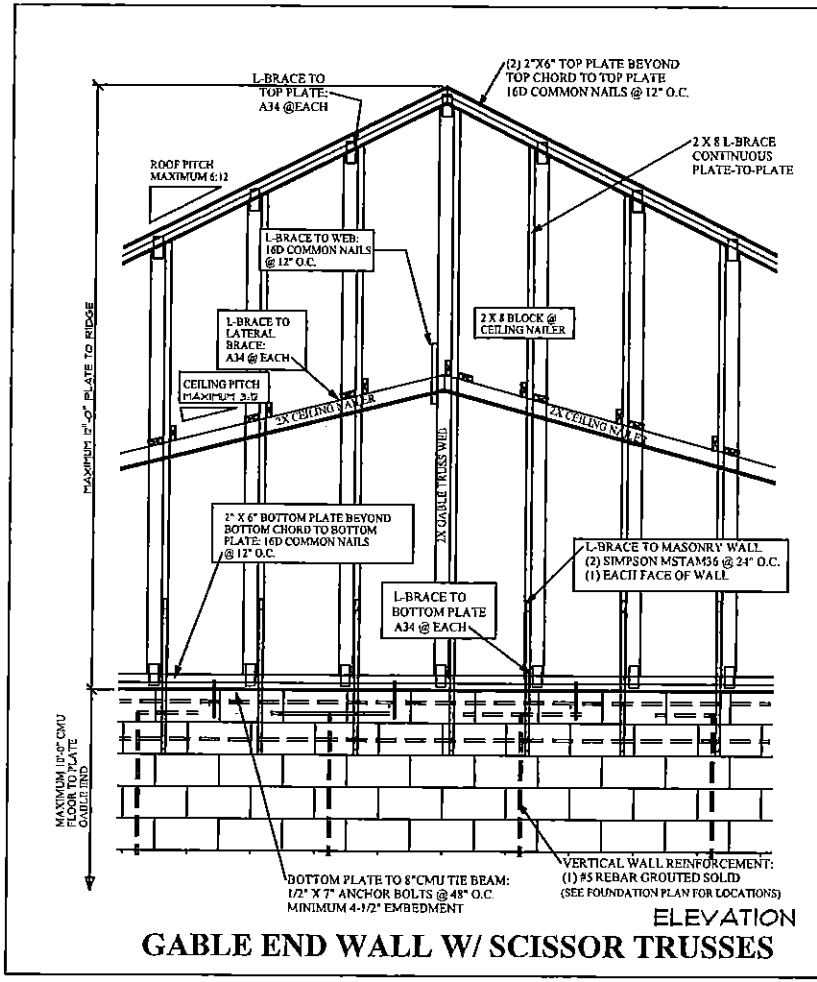 (2) 2"X6" TOP PLATE BEYOND
TOP CHORD TO TOP PLATE
16D COMMON NAILS @ 12" O.C.
L-BRACE TO
TOP PLATE:
A34 @EACH
2 X 8 L-BRACE
CONTINUOUS
PLATE-TO-PLATE
ROOF PITCH
MAXIMUM 6:12
L-BRACE TO WEB:
16D COMMON NAILS
@ 12" O.C.
2 X 8 BLOCK @
CEILING NAILER
L-BRACE TO
LATERAL
BRACE:
A34 @ EACH
CEILING PITCH
MAXIMUM 3:12
2X CEILING NAILER
2X CEILING NAILER
MAXIMUM 12'-0" PLATE TO RIDGE
2X GABLE TRUSS WEB
2" X 6" BOTTOM PLATE BEYOND
BOTTOM CHORD TO BOTTOM
PLATE: 16D COMMON NAILS
@ 12" O.C.
L-BRACE TO MASONRY WALL
(2) SIMPSON MSTAM36 @ 24" O.C.
(1) EACH FACE OF WALL
L-BRACE TO
BOTTOM PLATE
A34 @ EACH
MAXIMUM 10'-0" CMU
FLOOR TO PLATE
GABLE END
BOTTOM PLATE TO 8"CMU TIE BEAM:
1/2" X 7" ANCHOR BOLTS @ 48" O.C.
MINIMUM 4-1/2" EMBEDMENT
VERTICAL WALL REINFORCEMENT:
(1) #5 REBAR GROUTED SOLID
(SEE FOUNDATION PLAN FOR LOCATIONS)
ELEVATION
GABLE END WALL W/ SCISSOR TRUSSES